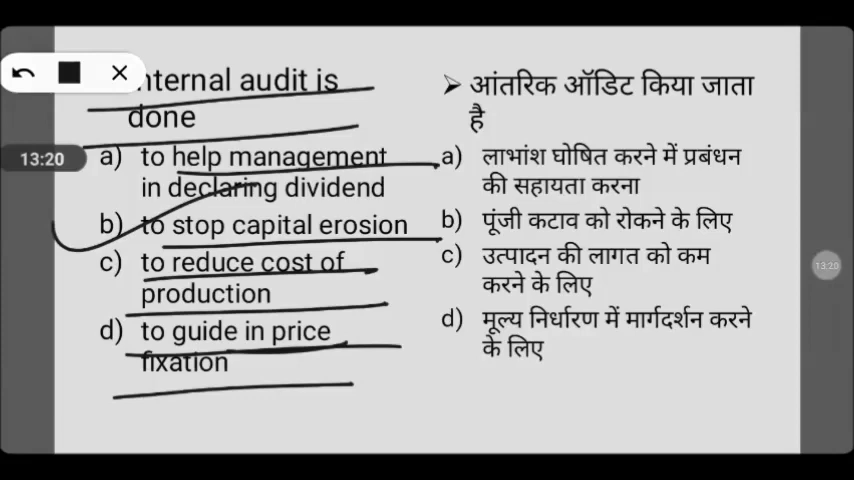 nternal audit is
done
a) to help management
in declaring dividend
b) to stop capital erosion
c) to reduce cost of
production
d) to guide in price
fixation
➢ आंतरिक ऑडिट किया जाता
है
a) लाभांश घोषित करने में प्रबंधन
की सहायता करना
b) पूंजी कटाव को रोकने के लिए
c) उत्पादन की लागत को कम
करने के लिए
d) मूल्य निर्धारण में मार्गदर्शन करने
के लिए
13:20
13:20